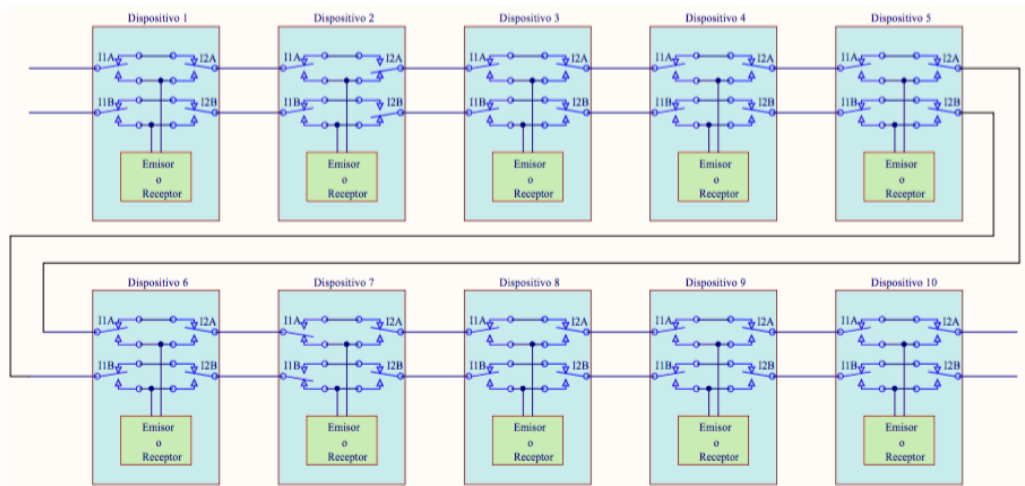 Dispositivo 1 Dispositivo 2 Dispositivo 3 Dispositivo 4 Dispositivo 5
I1A I2A I1A I2A I1A I2A I1A I2A I1A I2A
I1B I2B I1B I2B I1B I2B I1B I2B I1B I2B
Emisor Emisor Emisor Emisor Emisor
o o o o o
Receptor Receptor Receptor Receptor Receptor
Dispositivo 6 Dispositivo 7 Dispositivo 8 Dispositivo 9 Dispositivo 10
I1A I2A I1A I2A I1A I2A I1A I2A I1A I2A
I1B I2B I1B I2B I1B I2B I1B I2B I1B I2B
Emisor Emisor Emisor Emisor Emisor
o o o o o
Receptor Receptor Receptor Receptor Receptor